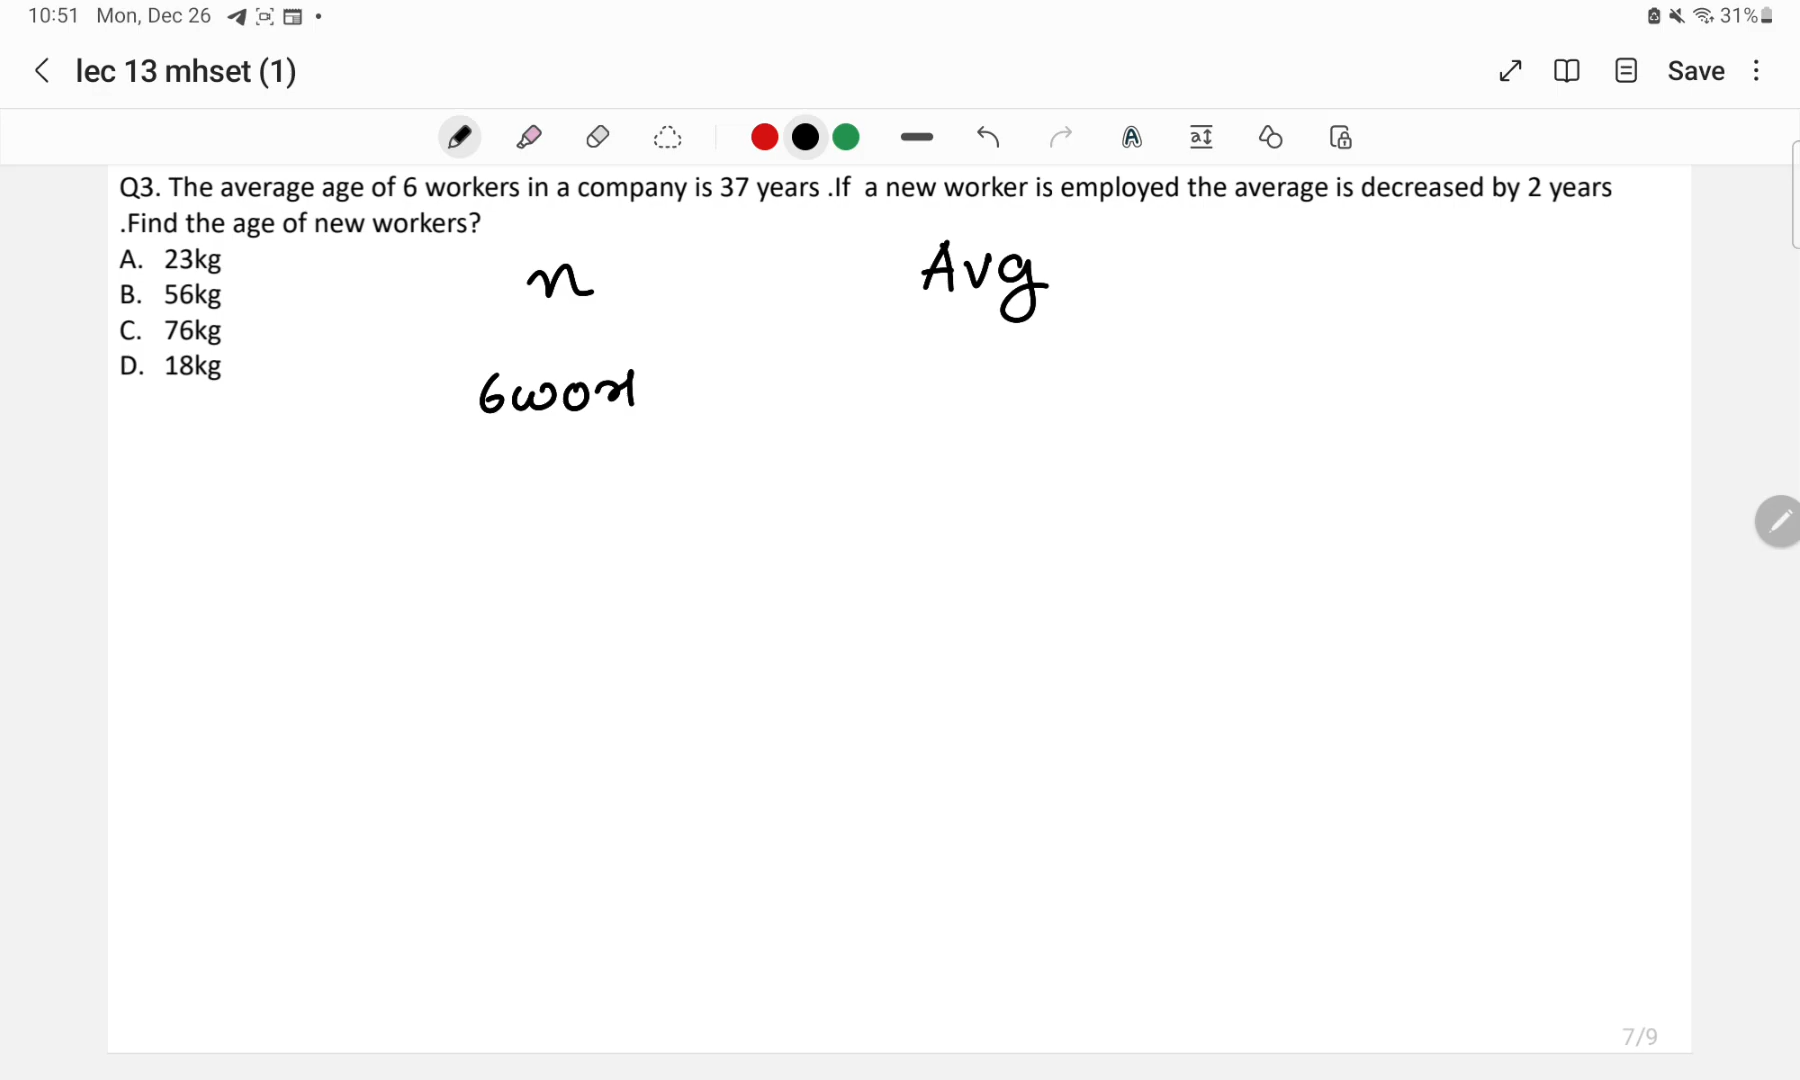 10:51 Mon, Dec 26 31%
lec 13 mhset (1) Save
Q3. The average age of 6 workers in a company is 37 years .If a new worker is employed the average is decreased by 2 years
.Find the age of new workers?
A. 23kg
B. 56kg
C. 76kg
D. 18kg
n Avg
6 wor
7/9